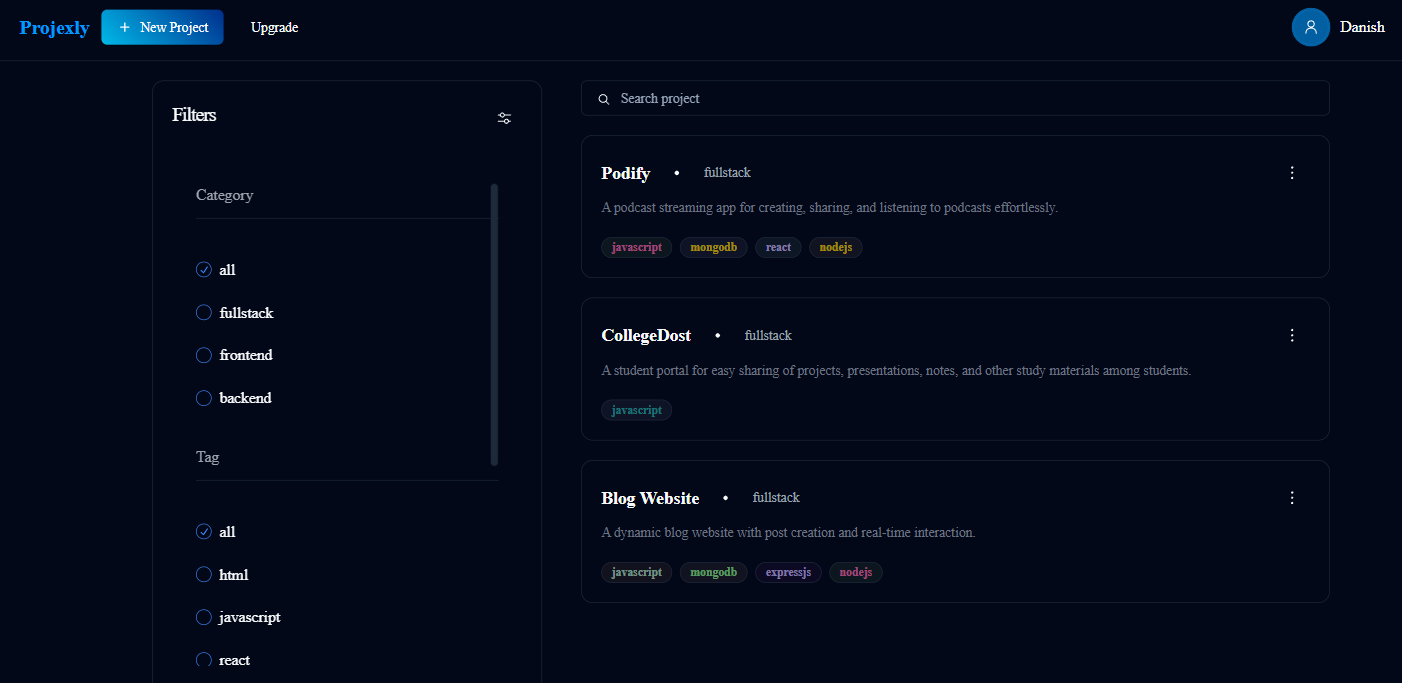 Projexly + New Project Upgrade Danish
Filters
Category
all
fullstack
frontend
backend
Tag
all
html
javascript
react
Search project
Podify • fullstack
A podcast streaming app for creating, sharing, and listening to podcasts effortlessly.
javascript mongodb react nodejs
CollegeDost • fullstack
A student portal for easy sharing of projects, presentations, notes, and other study materials among students.
javascript
Blog Website • fullstack
A dynamic blog website with post creation and real-time interaction.
javascript mongodb expressjs nodejs